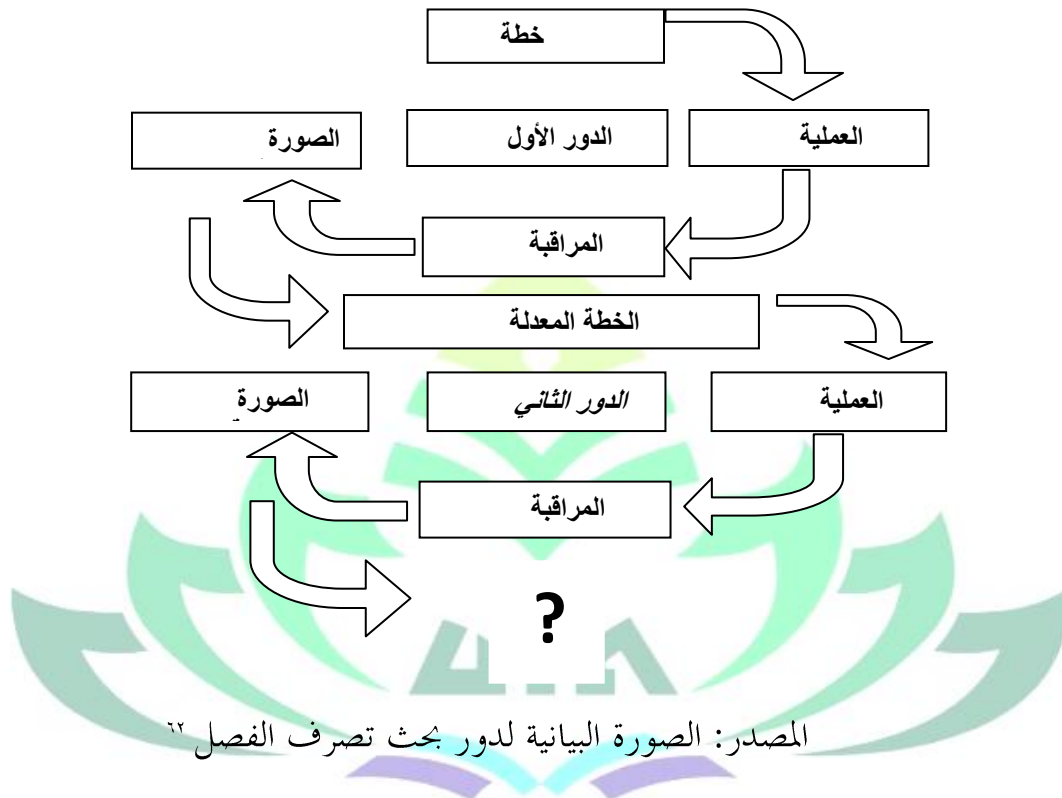 خطة
العملية
الدور الأول
الصورة
المراقبة
الخطة المعدلة
العملية
الدور الثاني
الصورة
المراقبة
?
المصدر: الصورة البيانية لدور بحث تصرف الفصل ٦٢